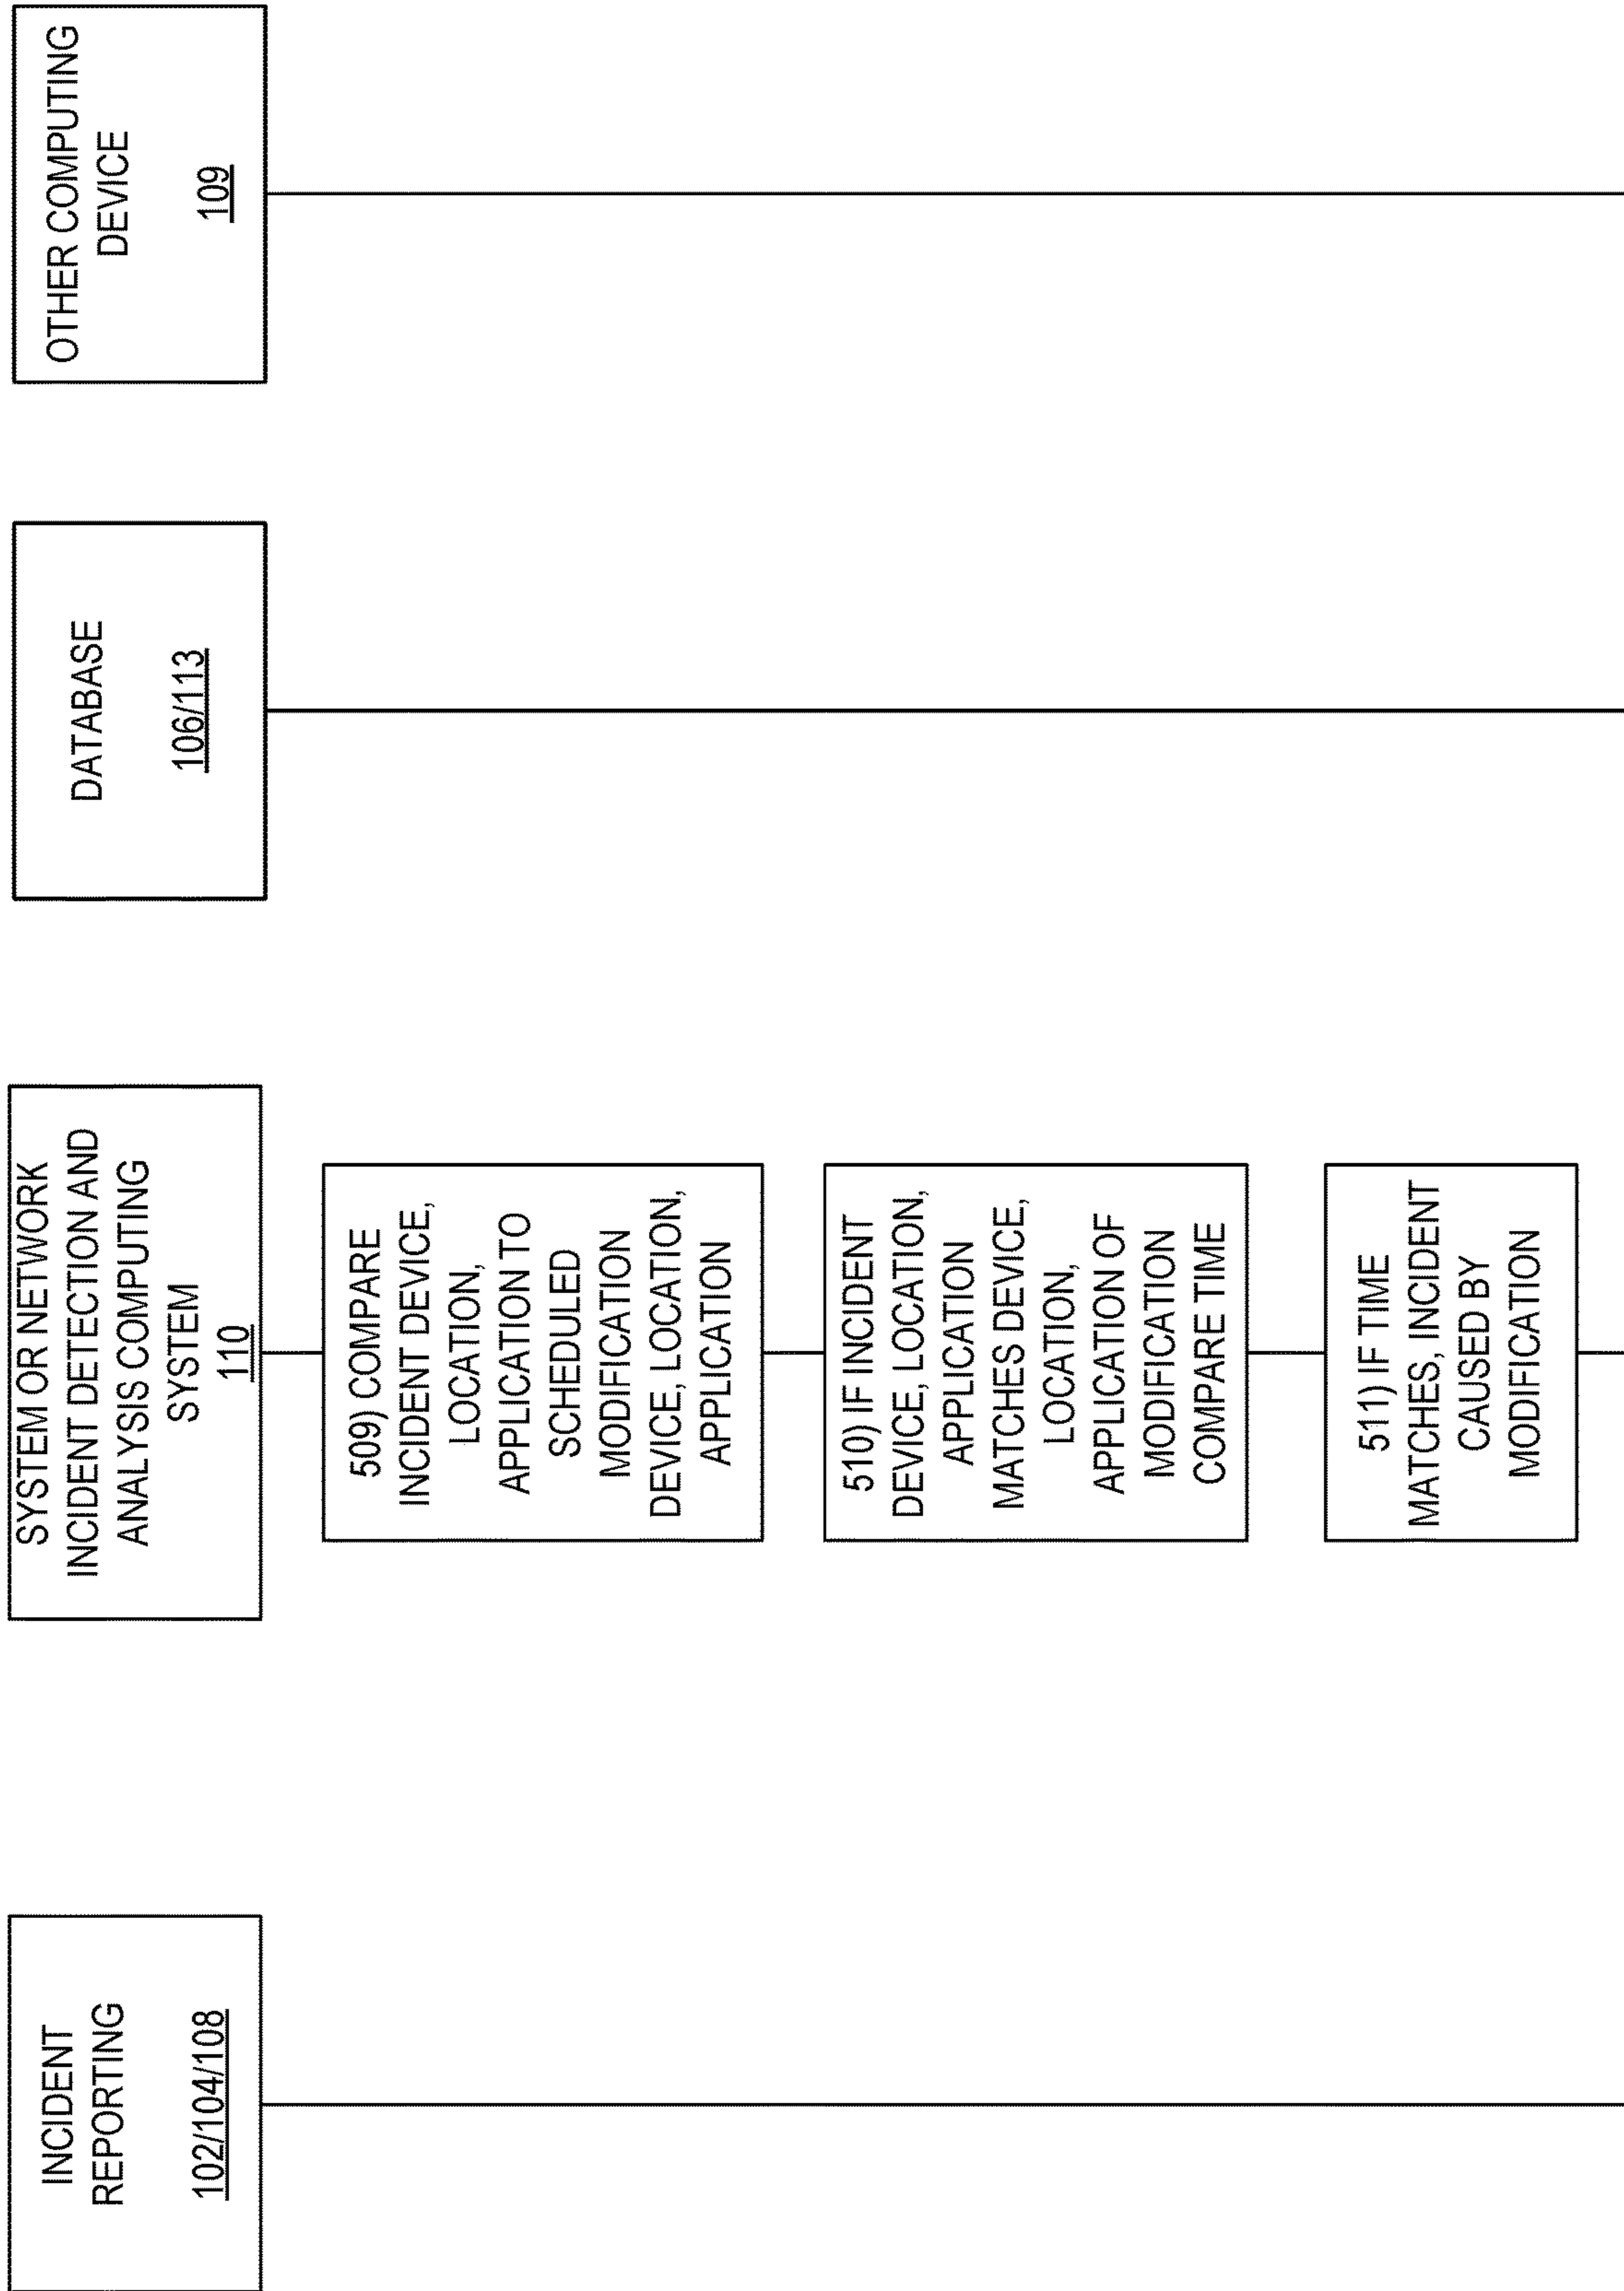 INCIDENT
REPORTING
102/104/108
SYSTEM OR NETWORK
INCIDENT DETECTION AND
ANALYSIS COMPUTING
SYSTEM
110
DATABASE
106/113
OTHER COMPUTING
DEVICE
109
509) COMPARE
INCIDENT DEVICE,
LOCATION,
APPLICATION TO
SCHEDULED
MODIFICATION
DEVICE, LOCATION,
APPLICATION
510) IF INCIDENT
DEVICE, LOCATION,
APPLICATION
MATCHES DEVICE,
LOCATION,
APPLICATION OF
MODIFICATION
COMPARE TIME
511) IF TIME
MATCHES, INCIDENT
CAUSED BY
MODIFICATION